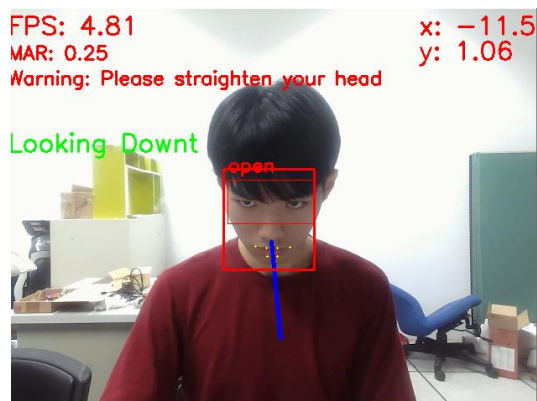 FPS: 4.81
x: -11.5
MAR: 0.25
y: 1.06
Warning: Please straighten your head
Looking Downt
open